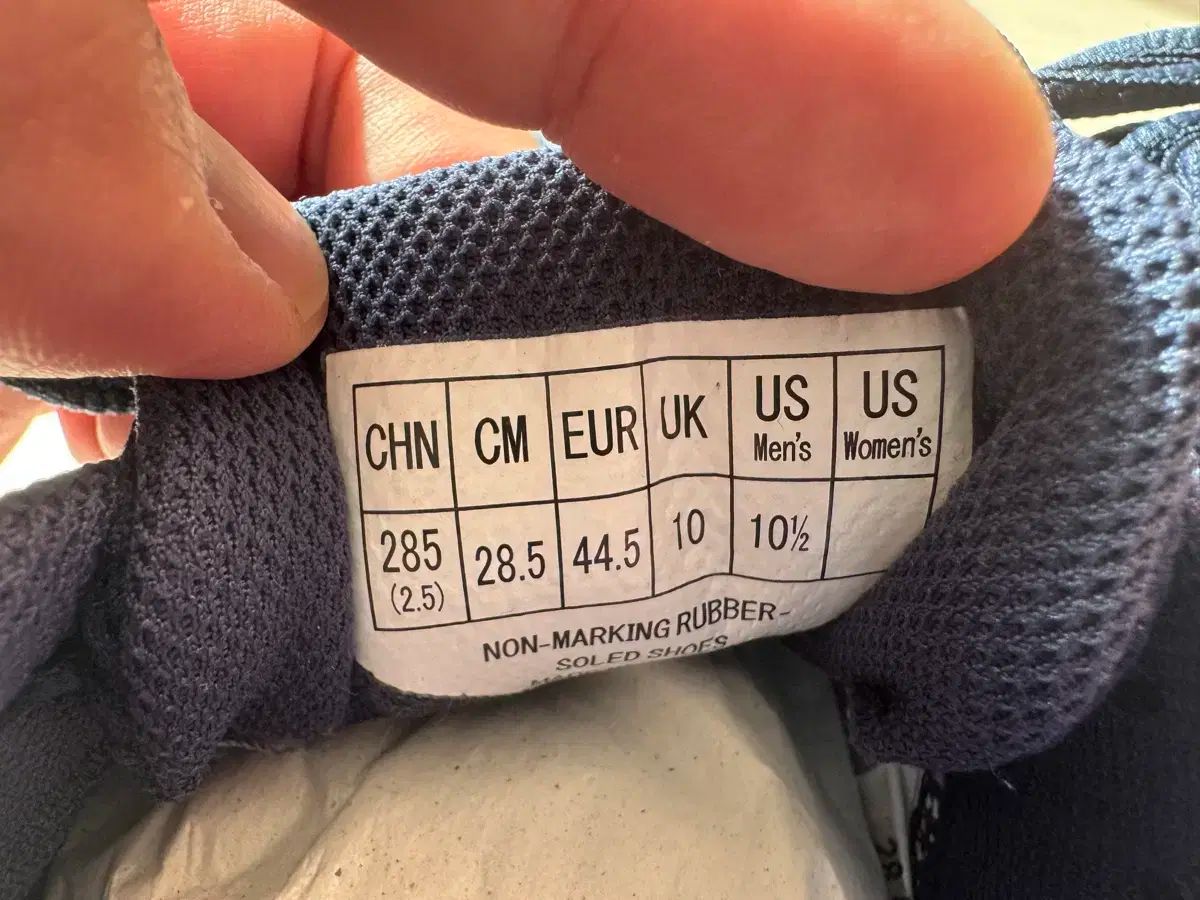 CHN CM EUR UK US Men's US Women's
285 (2.5) 28.5 44.5 10 10½
NON-MARKING RUBBER-
SOLED SHOES
28